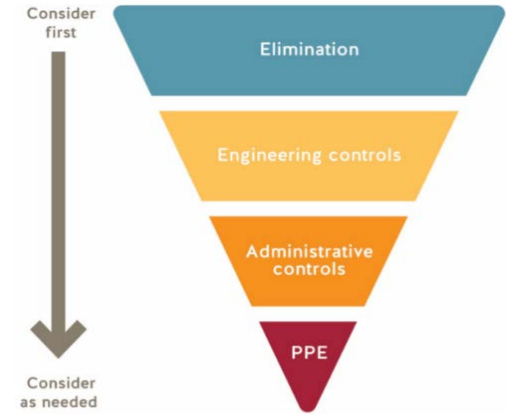 Consider
first
Elimination
Engineering controls
Administrative
controls
PPE
Consider
as needed